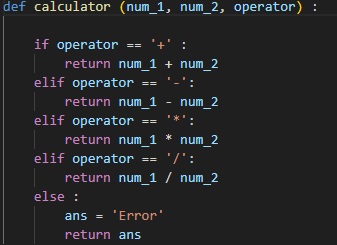 def calculator (num_1, num_2, operator) :
if operator == '+' :
return num_1 + num_2
elif operator == '-':
return num_1 - num_2
elif operator == '*':
return num_1 * num_2
elif operator == '/':
return num_1 / num_2
else :
ans = 'Error'
return ans